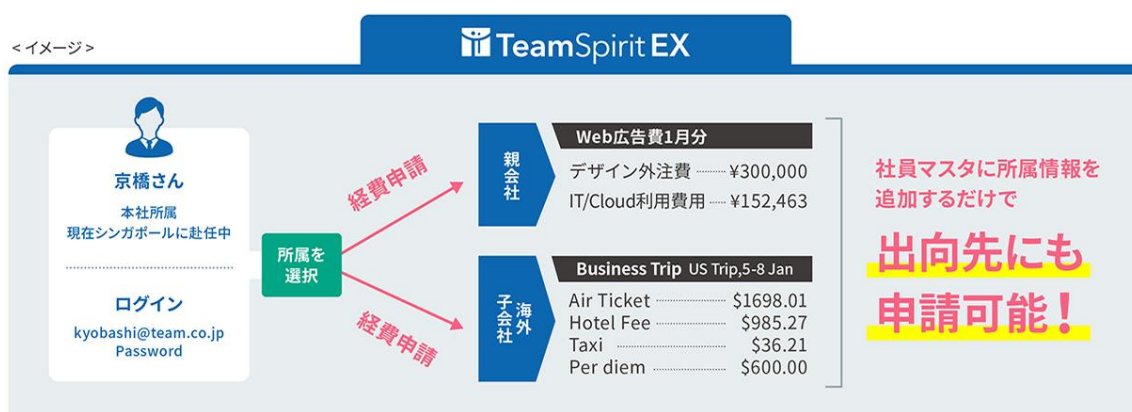 <イメージ>
TeamSpirit EX
京橋さん
本社所属
現在シンガポールに赴任中
ログイン
kyobashi@team.co.jp
Password
所属を
選択
経費申請
経費申請
親会社
Web広告費1月分
デザイン外注費 ¥300,000
IT/Cloud利用費用 ¥152,463
海外
子会社
Business Trip US Trip,5-8 Jan
Air Ticket $1698.01
Hotel Fee $985.27
Taxi $36.21
Per diem $600.00
社員マスタに所属情報を
追加するだけで
出向先にも
申請可能!